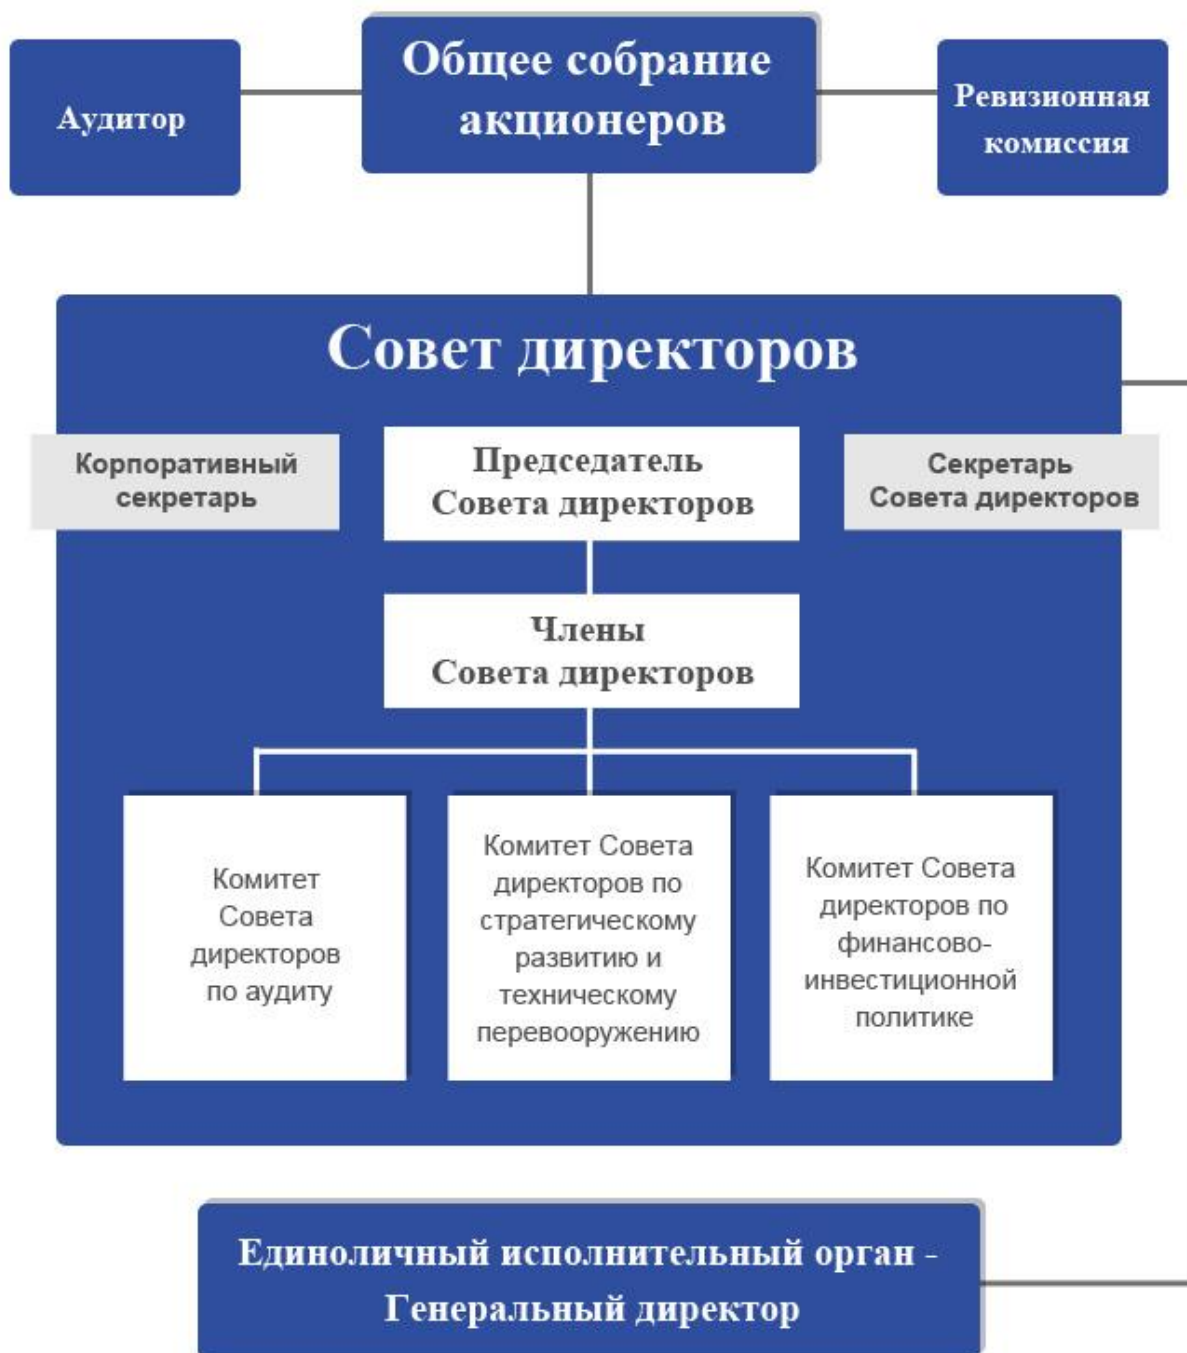 Аудитор
Общее собрание
акционеров
Ревизионная
комиссия
Совет директоров
Корпоративный
секретарь
Председатель
Совета директоров
Секретарь
Совета директоров
Члены
Совета директоров
Комитет
Совета
директоров
по аудиту
Комитет Совета
директоров по
стратегическому
развитию и
техническому
перевооружению
Комитет Совета
директоров по
финансово-
инвестиционной
политике
Единоличный исполнительный орган -
Генеральный директор